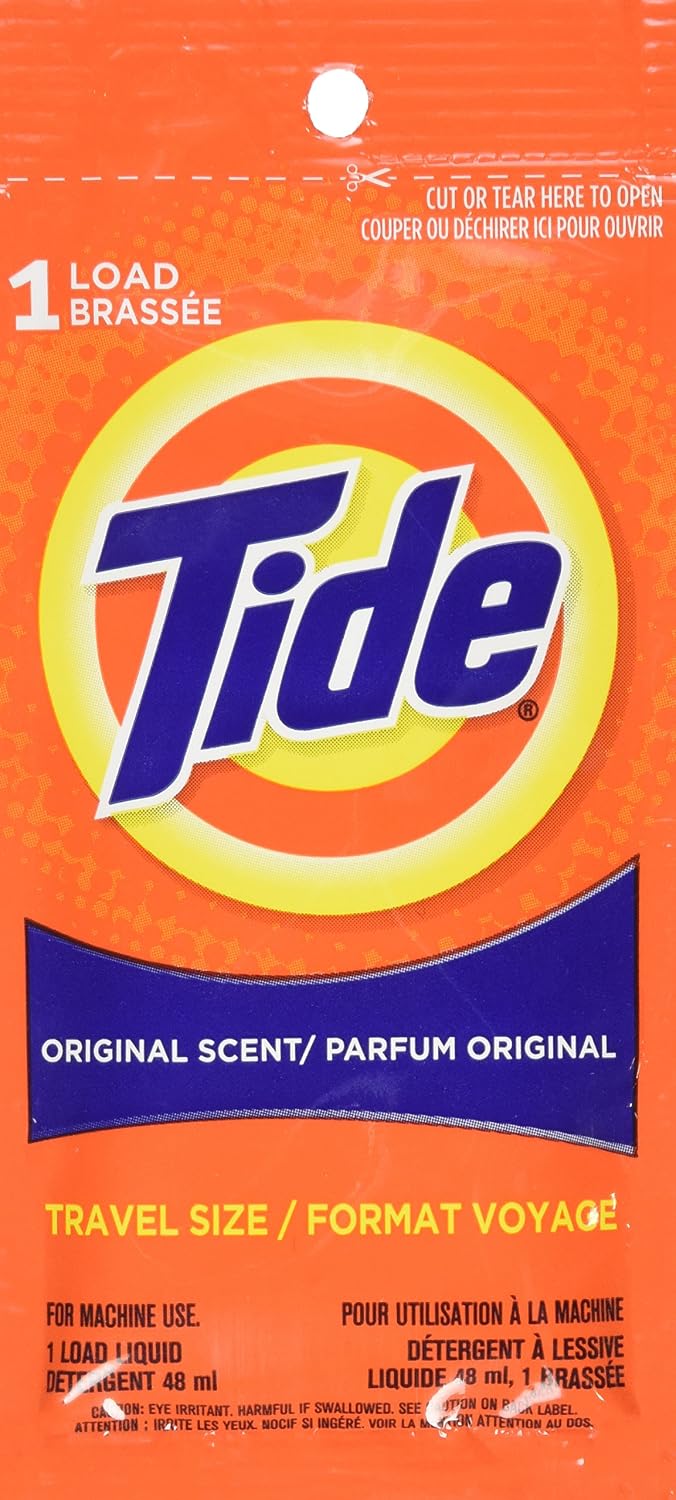 CUT OR TEAR HERE TO OPEN
COUPER OU DÉCHIRER ICI POUR OUVRIR
1 LOAD
BRASSÉE
Tide®
ORIGINAL SCENT/ PARFUM ORIGINAL
TRAVEL SIZE / FORMAT VOYAGE
FOR MACHINE USE.
1 LOAD LIQUID
DETERGENT 48 ml
POUR UTILISATION À LA MACHINE
DÉTERGENT À LESSIVE
LIQUIDE 48 ml, 1 BRASSÉE
CAUTION: EYE IRRITANT. HARMFUL IF SWALLOWED. SEE CAUTION ON BACK LABEL.
ATTENTION : IRRITE LES YEUX. NOCIF SI INGÉRÉ. VOIR LA MENTION ATTENTION AU DOS.